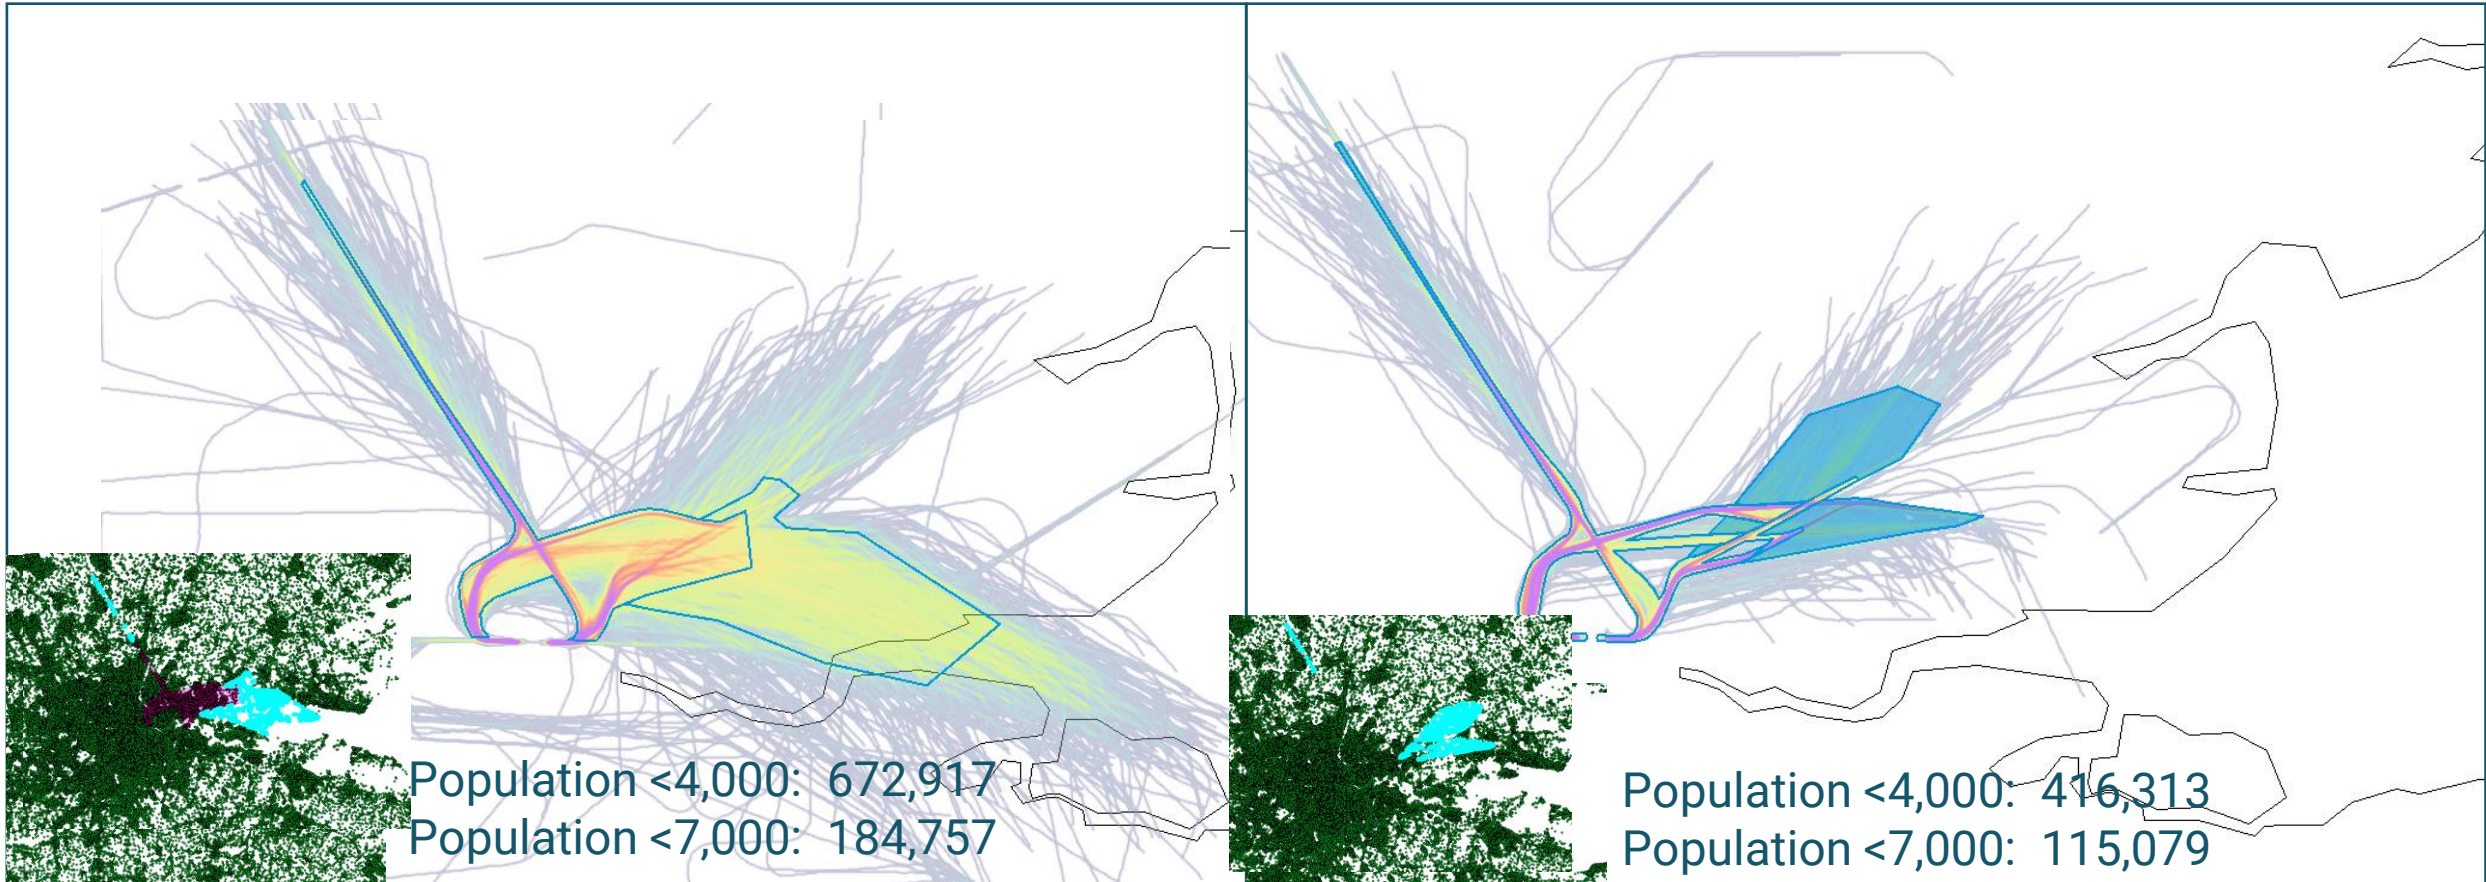 Population <4,000: 672,917
Population <7,000: 184,757
Population <4,000: 416,313
Population <7,000: 115,079